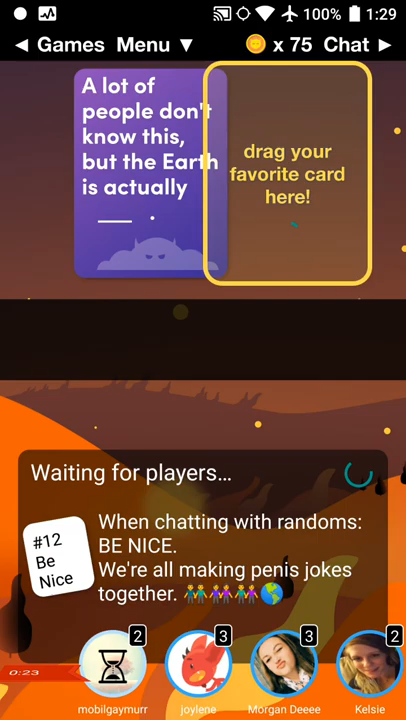 100% 1:29
◄ Games Menu ▼ x 75 Chat ►
A lot of
people don't
know this,
but the Earth
is actually
____ .
drag your
favorite card
here!
Waiting for players…
#12
Be
Nice
When chatting with randoms:
BE NICE.
We're all making penis jokes
together. 👬👭👬🌎
2 3 3 2
0:23
mobilgaymurr joylene Morgan Deeee Kelsie